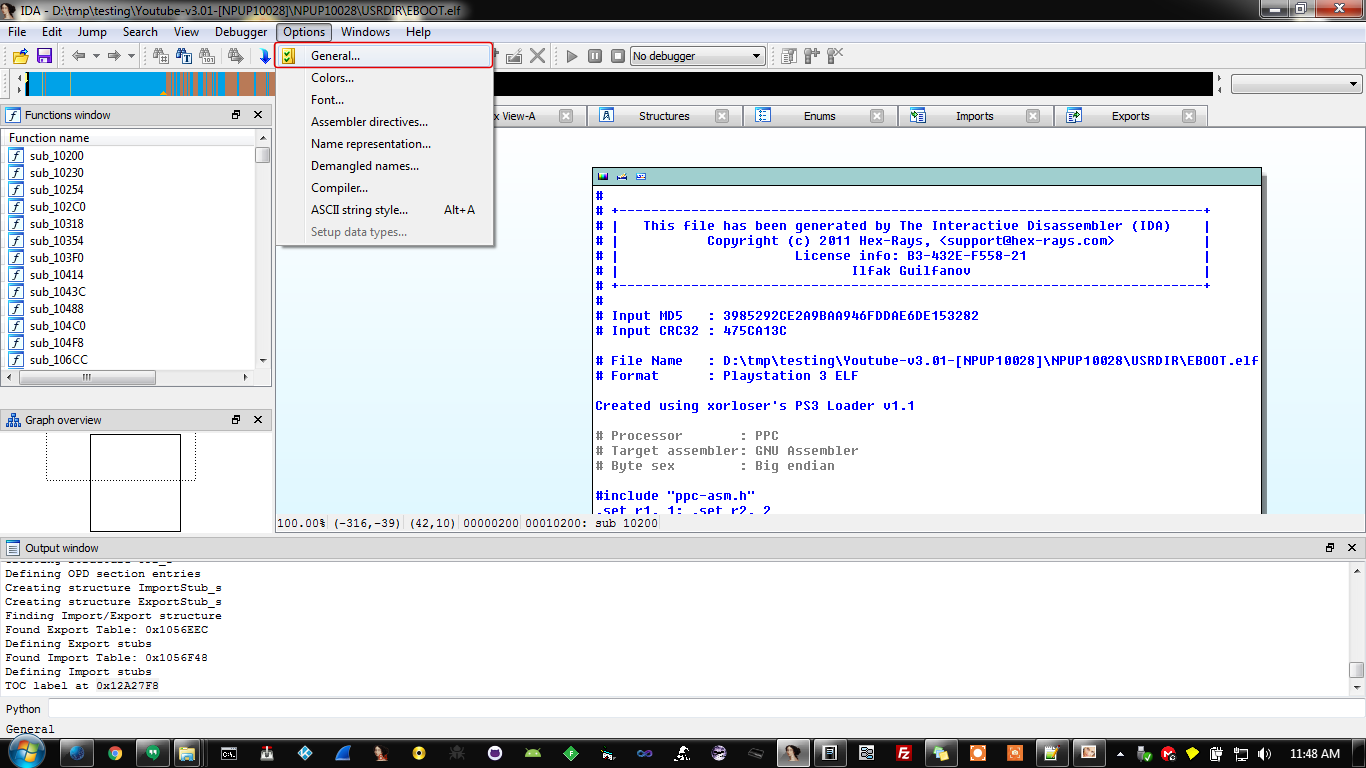 IDA - D:\tmp\testing\Youtube-v3.01-[NPUP10028]\NPUP10028\USRDIR\EBOOT.elf
File Edit Jump Search View Debugger Options Windows Help
General...
No debugger
Colors...
Font...
Assembler directives...
Name representation...
Demangled names...
Compiler...
ASCII string style... Alt+A
Setup data types...
Functions window
x View-A Structures Enums Imports Exports
Function name
sub_10200
sub_10230
sub_10254
sub_102C0
sub_10318
sub_10354
sub_103F0
sub_10414
sub_1043C
sub_10488
sub_104C0
sub_104F8
sub_106CC
Graph overview
#
# +-------------------------------------------------------------------------+
# | This file has been generated by The Interactive Disassembler (IDA) |
# | Copyright (c) 2011 Hex-Rays, <support@hex-rays.com> |
# | License info: B3-432E-F558-21 |
# | Ilfak Guilfanov |
# +-------------------------------------------------------------------------+
#
# Input MD5 : 3985292CE2A9BAA946FDDAE6DE153282
# Input CRC32 : 475CA13C
# File Name : D:\tmp\testing\Youtube-v3.01-[NPUP10028]\NPUP10028\USRDIR\EBOOT.elf
# Format : Playstation 3 ELF
Created using xorloser's PS3 Loader v1.1
# Processor : PPC
# Target assembler: GNU Assembler
# Byte sex : Big endian
#include "ppc-asm.h"
.set r1, 1; .set r2, 2
100.00% (-316,-39) (42,10) 00000200 00010200: sub_10200
Output window
Defining OPD section entries
Creating structure ImportStub_s
Creating structure ExportStub_s
Finding Import/Export structure
Found Export Table: 0x1056EEC
Defining Export stubs
Found Import Table: 0x1056F48
Defining Import stubs
TOC label at 0x12A27F8
Python
General
11:48 AM